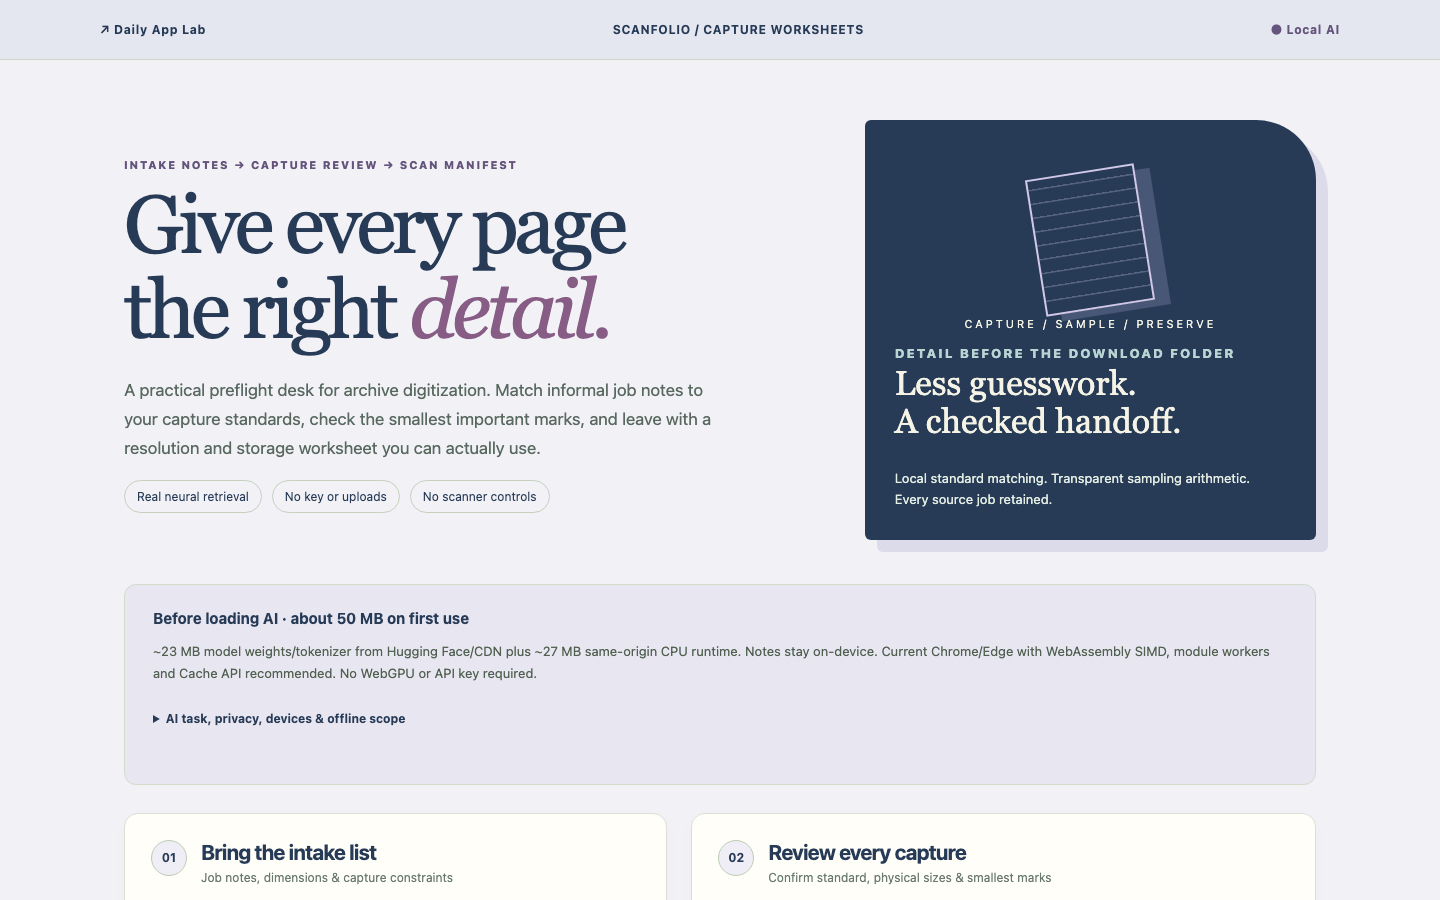 ↗ Daily App Lab
SCANFOLIO / CAPTURE WORKSHEETS
● Local AI
INTAKE NOTES → CAPTURE REVIEW → SCAN MANIFEST
Give every page
the right detail.
A practical preflight desk for archive digitization. Match informal job notes to
your capture standards, check the smallest important marks, and leave with a
resolution and storage worksheet you can actually use.
Real neural retrieval
No key or uploads
No scanner controls
CAPTURE / SAMPLE / PRESERVE
DETAIL BEFORE THE DOWNLOAD FOLDER
Less guesswork.
A checked handoff.
Local standard matching. Transparent sampling arithmetic.
Every source job retained.
Before loading AI · about 50 MB on first use
~23 MB model weights/tokenizer from Hugging Face/CDN plus ~27 MB same-origin CPU runtime. Notes stay on-device. Current Chrome/Edge with WebAssembly SIMD, module workers
and Cache API recommended. No WebGPU or API key required.
▶ AI task, privacy, devices & offline scope
01
Bring the intake list
Job notes, dimensions & capture constraints
02
Review every capture
Confirm standard, physical sizes & smallest marks